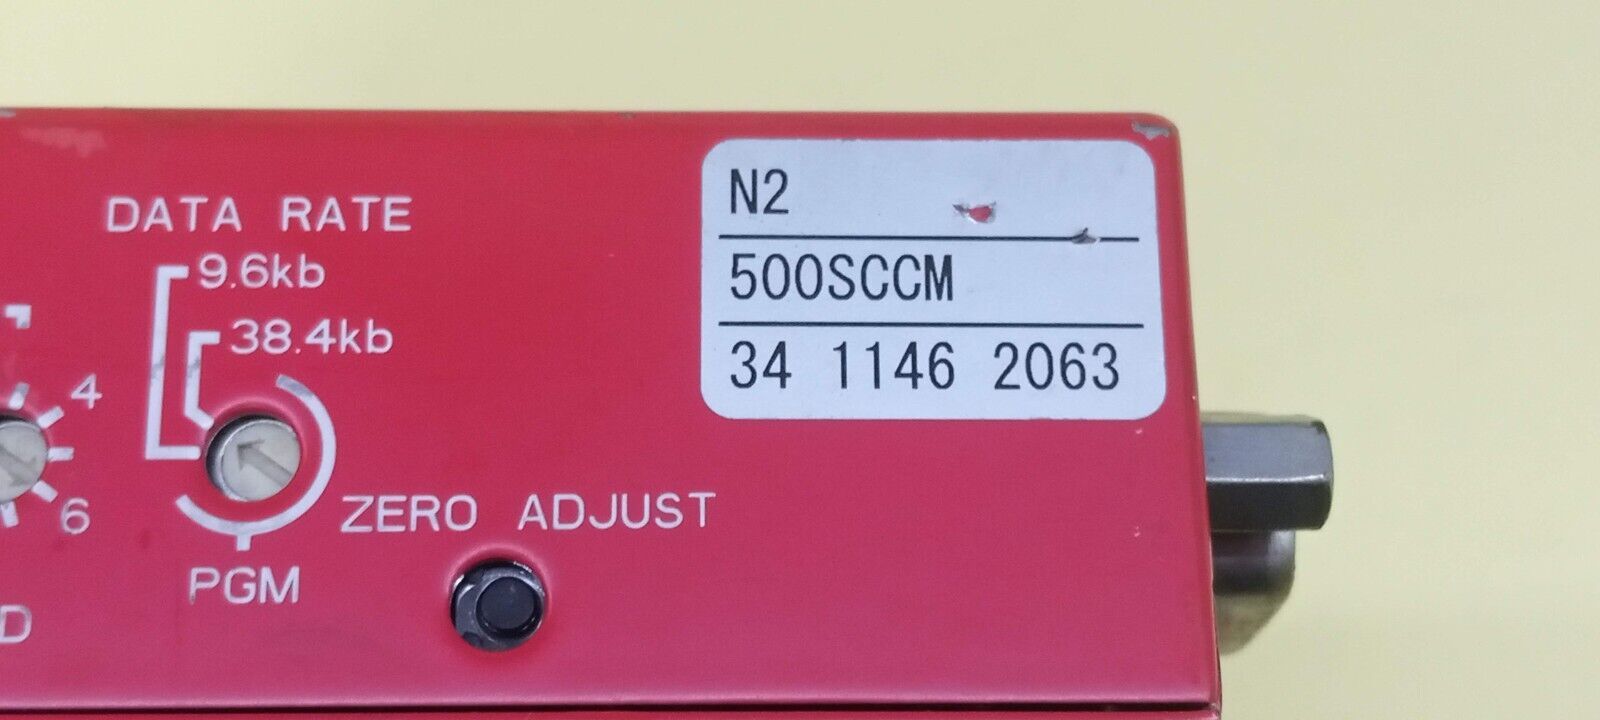 DATA RATE
9.6kb
38.4kb
4
6
PGM
ZERO ADJUST
D
N2
500SCCM
34 1146 2063